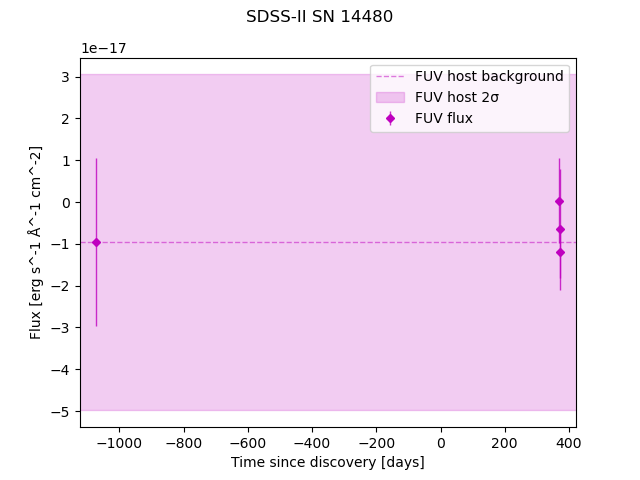 SDSS-II SN 14480
1e−17
FUV host background
FUV host 2σ
FUV flux
3
2
1
0
−1
−2
−3
−4
−5
Flux [erg s^-1 Å^-1 cm^-2]
−1000 −800 −600 −400 −200 0 200 400
Time since discovery [days]